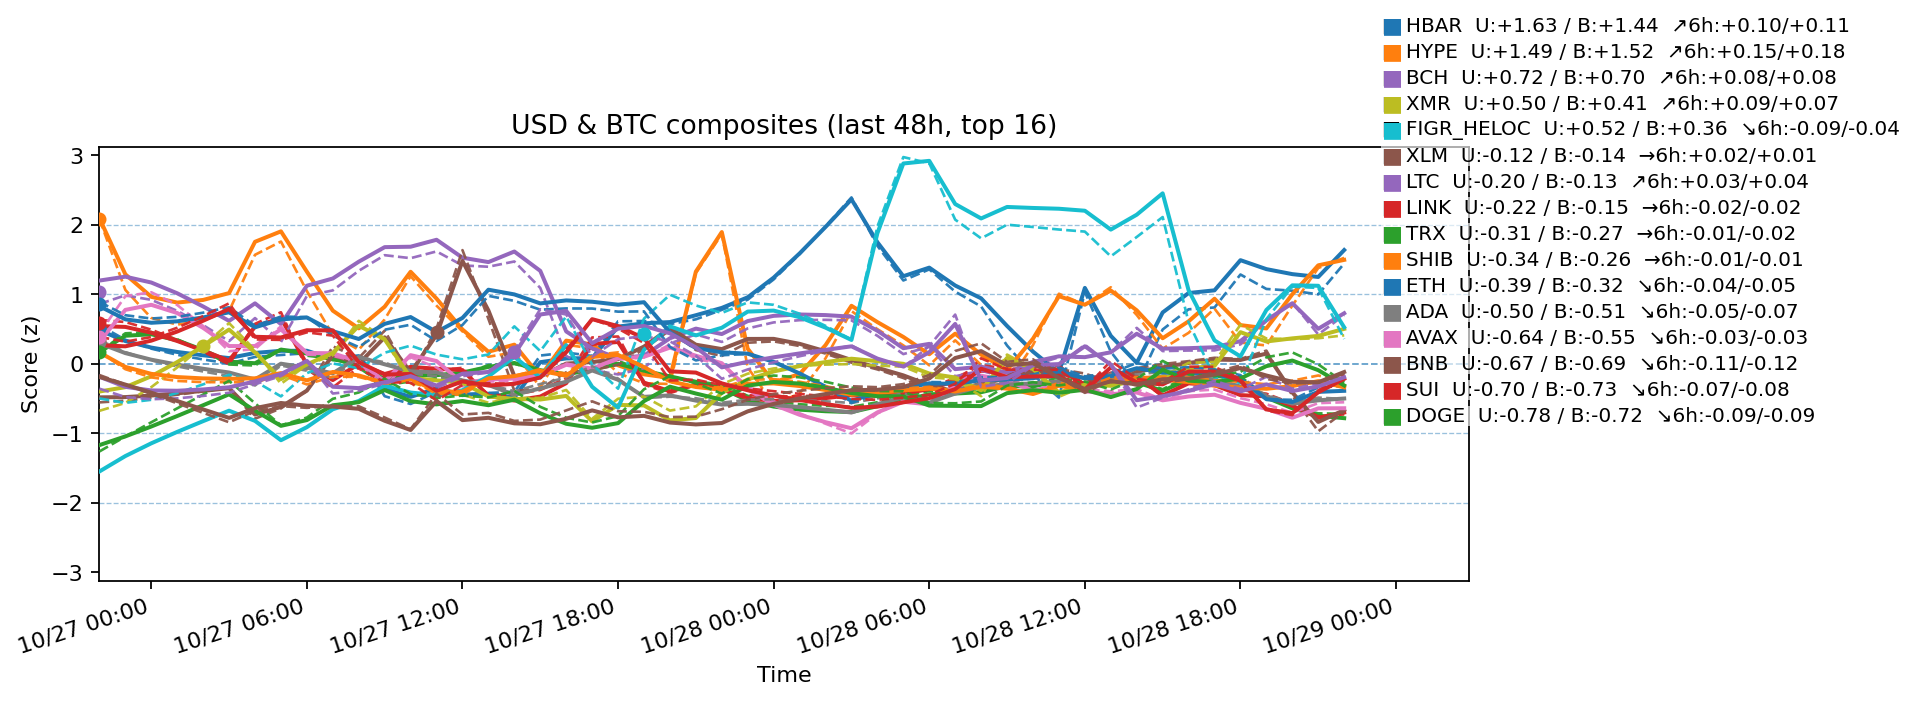 HBAR  U:+1.63 / B:+1.44  ↗6h:+0.10/+0.11
HYPE  U:+1.49 / B:+1.52  ↗6h:+0.15/+0.18
BCH  U:+0.72 / B:+0.70  ↗6h:+0.08/+0.08
XMR  U:+0.50 / B:+0.41  ↗6h:+0.09/+0.07
FIGR_HELOC  U:+0.52 / B:+0.36  ↘6h:-0.09/-0.04
XLM  U:-0.12 / B:-0.14  →6h:+0.02/+0.01
LTC  U:-0.20 / B:-0.13  ↗6h:+0.03/+0.04
LINK  U:-0.22 / B:-0.15  →6h:-0.02/-0.02
TRX  U:-0.31 / B:-0.27  →6h:-0.01/-0.02
SHIB  U:-0.34 / B:-0.26  →6h:-0.01/-0.01
ETH  U:-0.39 / B:-0.32  ↘6h:-0.04/-0.05
ADA  U:-0.50 / B:-0.51  ↘6h:-0.05/-0.07
AVAX  U:-0.64 / B:-0.55  ↘6h:-0.03/-0.03
BNB  U:-0.67 / B:-0.69  ↘6h:-0.11/-0.12
SUI  U:-0.70 / B:-0.73  ↘6h:-0.07/-0.08
DOGE  U:-0.78 / B:-0.72  ↘6h:-0.09/-0.09
USD & BTC composites (last 48h, top 16)
Score (z)
3
2
1
0
−1
−2
−3
10/27 00:00
10/27 06:00
10/27 12:00
10/27 18:00
10/28 00:00
10/28 06:00
10/28 12:00
10/28 18:00
10/29 00:00
Time